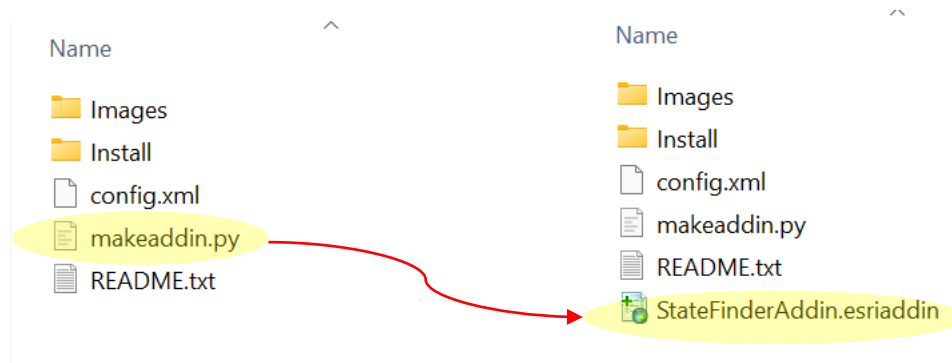 Name
Images
Install
config.xml
makeaddin.py
README.txt
Name
Images
Install
config.xml
makeaddin.py
README.txt
StateFinderAddin.esriaddin